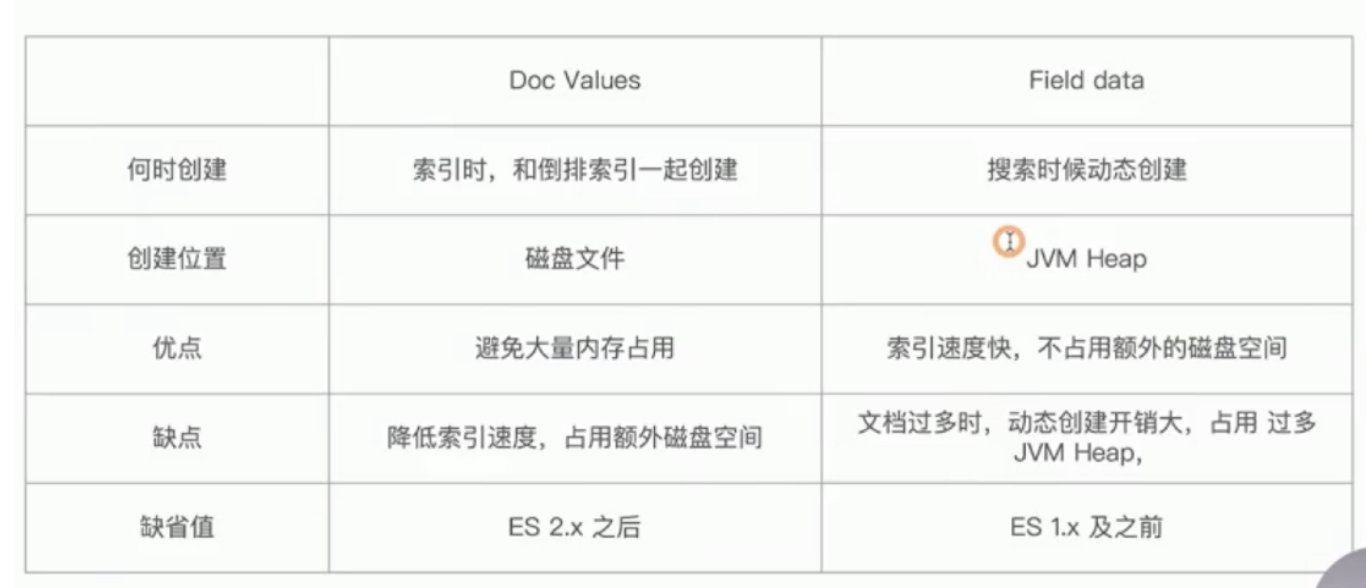 Doc Values
Field data
何时创建
索引时，和倒排索引一起创建
搜索时候动态创建
创建位置
磁盘文件
JVM Heap
优点
避免大量内存占用
索引速度快，不占用额外的磁盘空间
缺点
降低索引速度，占用额外磁盘空间
文档过多时，动态创建开销大，占用 过多
JVM Heap,
缺省值
ES 2.x 之后
ES 1.x 及之前